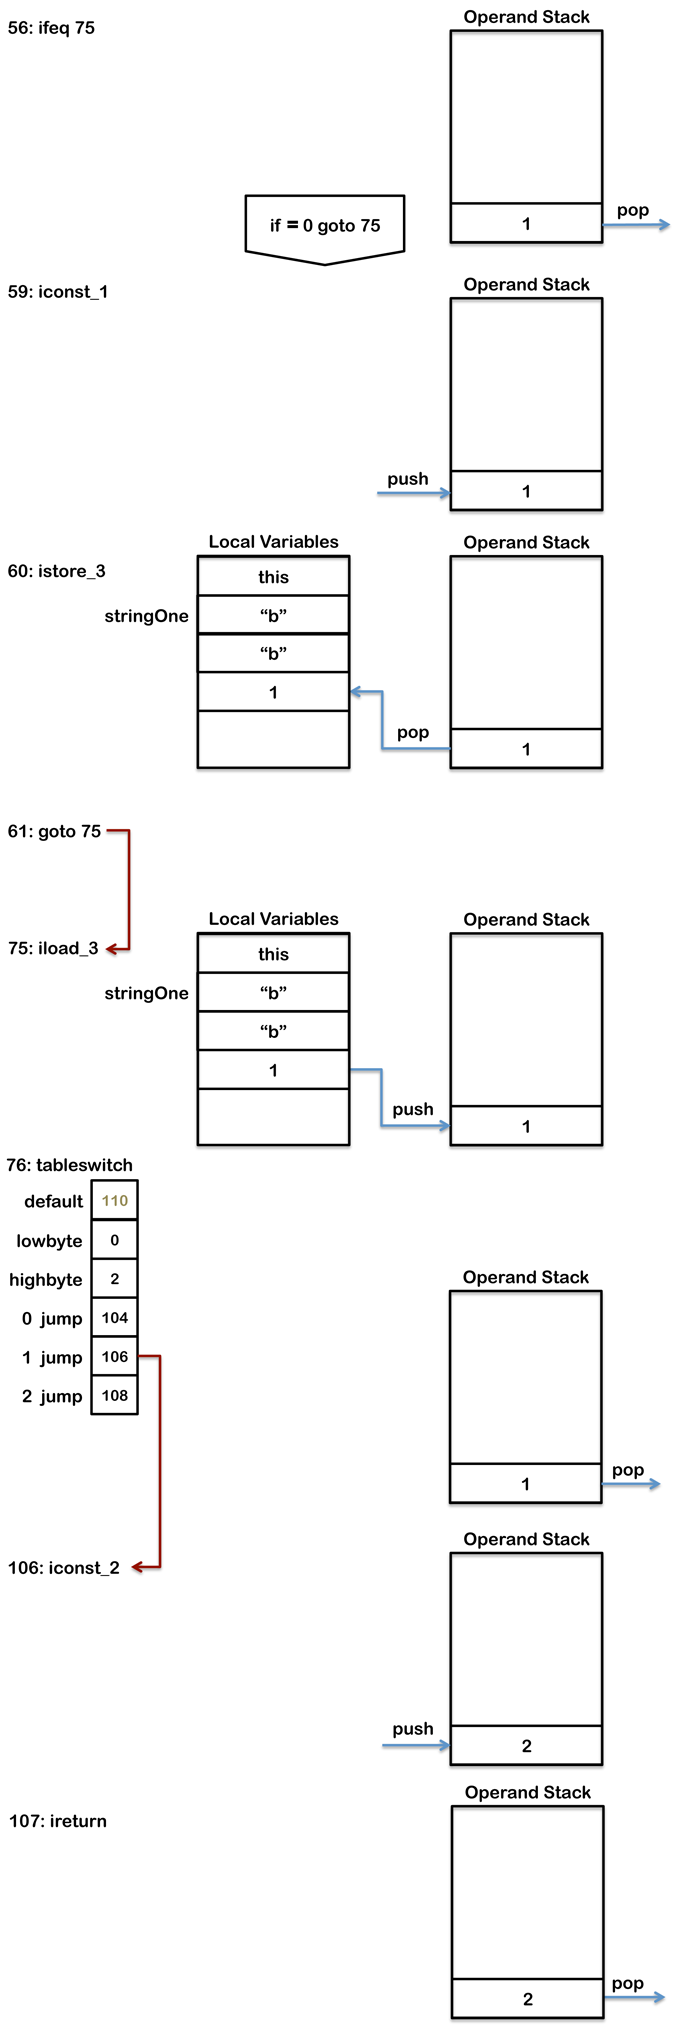 Operand Stack
56: ifeq 75
if = 0 goto 75
pop
1
Operand Stack
59: iconst_1
push
1
Local Variables
Operand Stack
60: istore_3
this
stringOne
“b”
“b”
1
pop
1
61: goto 75
Local Variables
Operand Stack
75: iload_3
this
stringOne
“b”
“b”
1
push
1
76: tableswitch
default 110
lowbyte 0
highbyte 2
0 jump 104
1 jump 106
2 jump 108
Operand Stack
1
pop
Operand Stack
106: iconst_2
push
2
Operand Stack
107: ireturn
pop
2